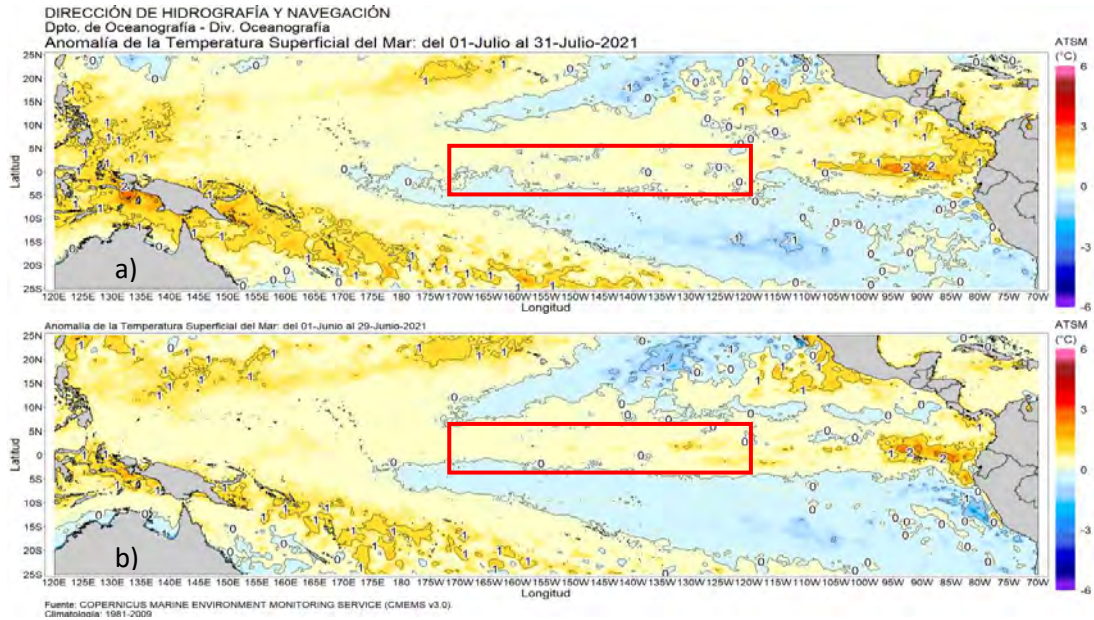 DIRECCIÓN DE HIDROGRAFÍA Y NAVEGACIÓN
Dpto. de Oceanografía - Div. Oceanografía
Anomalía de la Temperatura Superficial del Mar: del 01-Julio al 31-Julio-2021
ATSM
(°C)
25N
20N
15N
10N
5N
0
5S
10S
15S
20S
25S
Latitud
a)
6
3
0
-3
-6
120E 125E 130E 135E 140E 145E 150E 155E 160E 165E 170E 175E 180 175W 170W 165W 160W 155W 150W 145W 140W 135W 130W 125W 120W 115W 110W 105W 100W 95W 90W 85W 80W 75W 70W
Longitud
Anomalía de la Temperatura Superficial del Mar: del 01-Junio al 29-Junio-2021
ATSM
(°C)
25N
20N
15N
10N
5N
0
5S
10S
15S
20S
25S
Latitud
b)
6
3
0
-3
-6
120E 125E 130E 135E 140E 145E 150E 155E 160E 165E 170E 175E 180 175W 170W 165W 160W 155W 150W 145W 140W 135W 130W 125W 120W 115W 110W 105W 100W 95W 90W 85W 80W 75W 70W
Longitud
Fuente: COPERNICUS MARINE ENVIRONMENT MONITORING SERVICE (CMEMS v3.0)
Climatología: 1981-2009